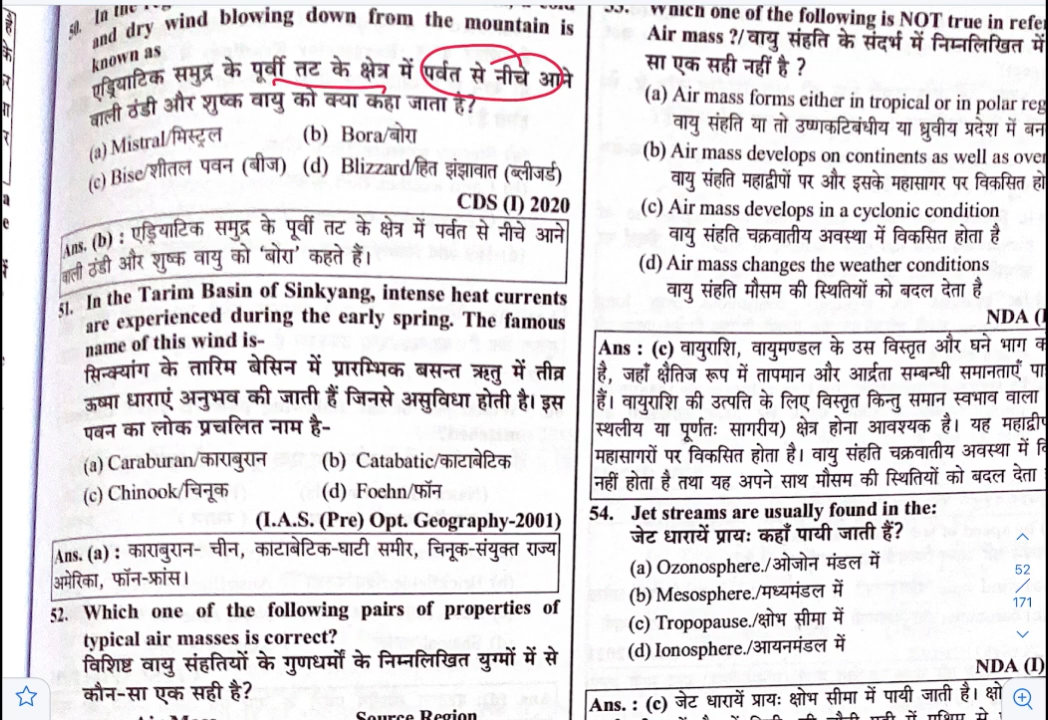 50. In the
and dry wind blowing down from the mountain is
known as
एड्रियाटिक समुद्र के पूर्वी तट के क्षेत्र में पर्वत से नीचे आने
वाली ठंडी और शुष्क वायु को क्या कहा जाता है?
(a) Mistral/मिस्ट्रल (b) Bora/बोरा
(c) Bise/शीतल पवन (बीज) (d) Blizzard/हित झंझावात (ब्लीजर्ड)
CDS (I) 2020
Ans. (b) : एड्रियाटिक समुद्र के पूर्वी तट के क्षेत्र में पर्वत से नीचे आने
वाली ठंडी और शुष्क वायु को 'बोरा' कहते हैं।
51. In the Tarim Basin of Sinkyang, intense heat currents
are experienced during the early spring. The famous
name of this wind is-
सिन्क्यांग के तारिम बेसिन में प्रारम्भिक बसन्त ऋतु में तीव्र
ऊष्मा धाराएं अनुभव की जाती हैं जिनसे असुविधा होती है। इस
पवन का लोक प्रचलित नाम है-
(a) Caraburan/काराबुरान (b) Catabatic/काटाबेटिक
(c) Chinook/चिनूक (d) Foehn/फॉन
(I.A.S. (Pre) Opt. Geography-2001)
Ans. (a) : काराबुरान- चीन, काटाबेटिक-घाटी समीर, चिनूक-संयुक्त राज्य
अमेरिका, फॉन-फ्रांस।
52. Which one of the following pairs of properties of
typical air masses is correct?
विशिष्ट वायु संहतियों के गुणधर्मों के निम्नलिखित युग्मों में से
कौन-सा एक सही है?
Air Mass Source Region
53. Which one of the following is NOT true in refe
Air mass ?/ वायु संहति के संदर्भ में निम्नलिखित में
सा एक सही नहीं है ?
(a) Air mass forms either in tropical or in polar reg
वायु संहति या तो उष्णकटिबंधीय या ध्रुवीय प्रदेश में बन
(b) Air mass develops on continents as well as over
वायु संहति महाद्वीपों पर और इसके महासागर पर विकसित हो
(c) Air mass develops in a cyclonic condition
वायु संहति चक्रवातीय अवस्था में विकसित होता है
(d) Air mass changes the weather conditions
वायु संहति मौसम की स्थितियों को बदल देता है
NDA (I
Ans : (c) वायुराशि, वायुमण्डल के उस विस्तृत और घने भाग क
है, जहाँ क्षैतिज रूप में तापमान और आर्द्रता सम्बन्धी समानताएँ पा
हैं। वायुराशि की उत्पति के लिए विस्तृत किन्तु समान स्वभाव वाला
स्थलीय या पूर्णतः सागरीय) क्षेत्र होना आवश्यक है। यह महाद्वीप
महासागरों पर विकसित होता है। वायु संहति चक्रवातीय अवस्था में वि
नहीं होता है तथा यह अपने साथ मौसम की स्थितियों को बदल देता
54. Jet streams are usually found in the:
जेट धारायें प्रायः कहाँ पायी जाती हैं?
(a) Ozonosphere./ओजोन मंडल में
(b) Mesosphere./मध्यमंडल में
(c) Tropopause./क्षोभ सीमा में
(d) Ionosphere./आयनमंडल में
NDA (I)
Ans. : (c) जेट धारायें प्रायः क्षोभ सीमा में पायी जाती है। क्षो
52
171